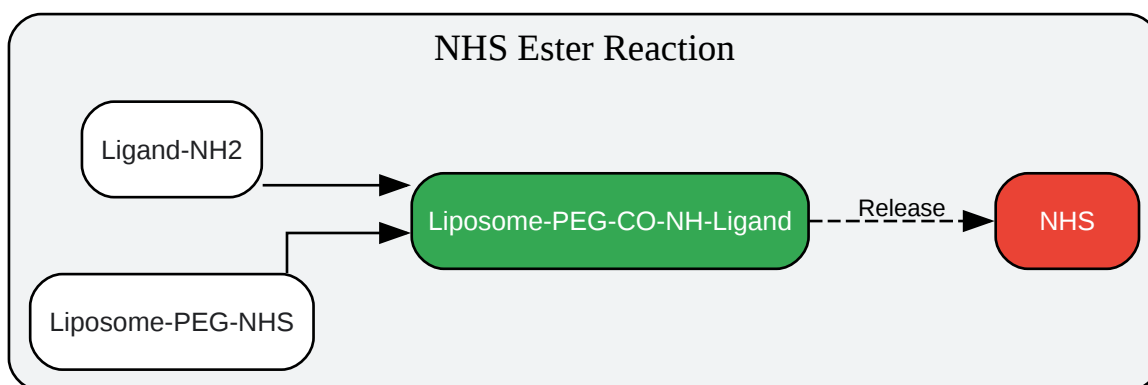 NHS Ester Reaction
Ligand-NH2
Liposome-PEG-CO-NH-Ligand
Release
NHS
Liposome-PEG-NHS